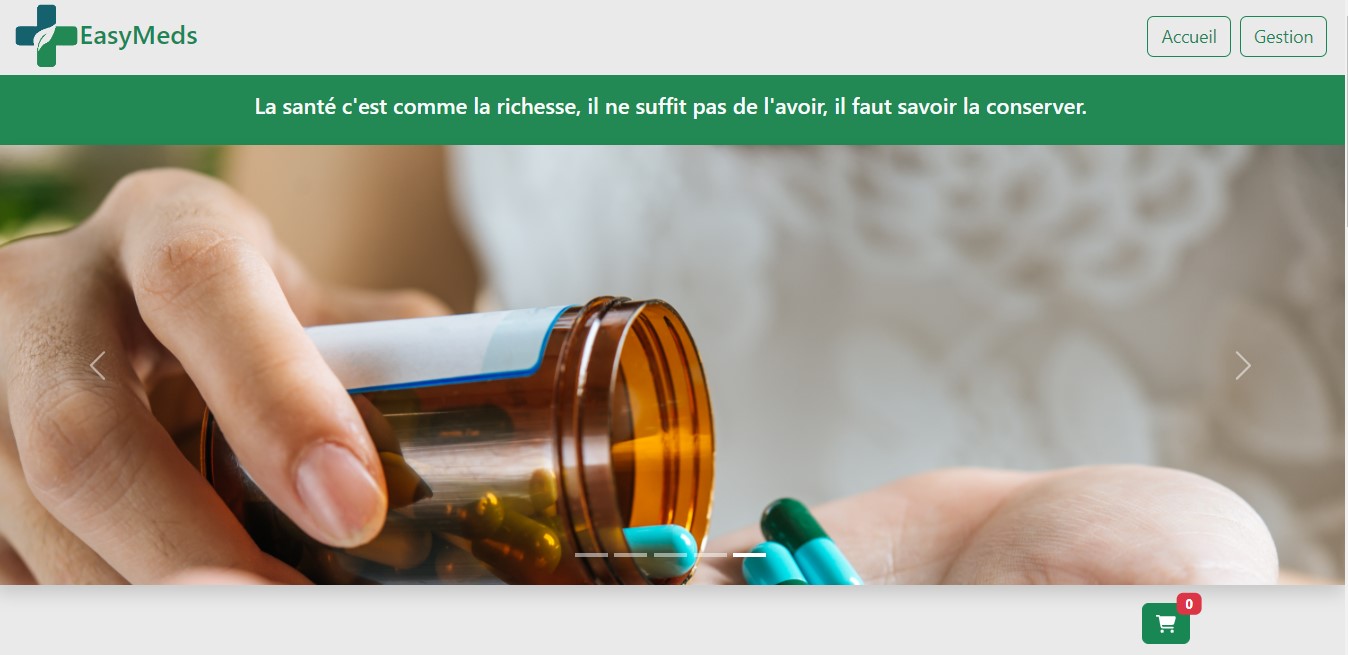 EasyMeds
Accueil
Gestion
La santé c'est comme la richesse, il ne suffit pas de l'avoir, il faut savoir la conserver.
0